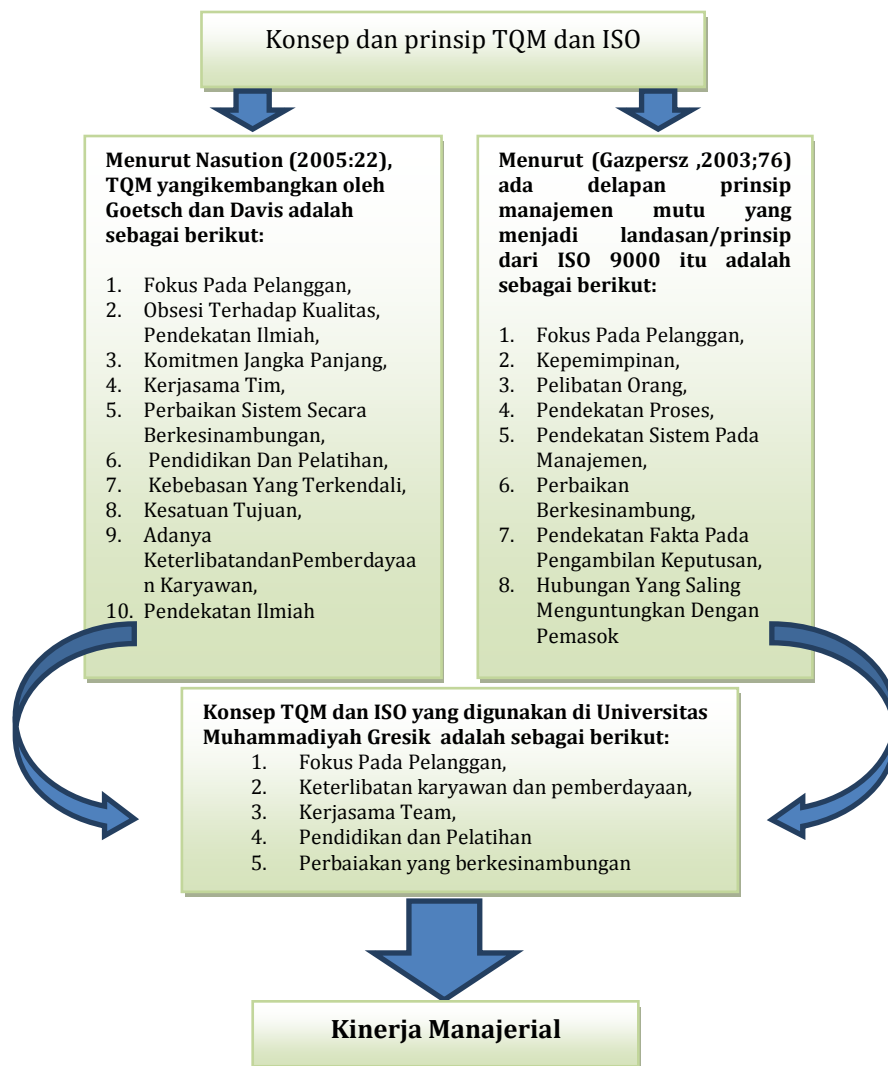 Konsep dan prinsip TQM dan ISO
Menurut Nasution (2005:22),
TQM yangikembangkan oleh
Goetsch dan Davis adalah
sebagai berikut:
1. Fokus Pada Pelanggan,
2. Obsesi Terhadap Kualitas,
Pendekatan Ilmiah,
3. Komitmen Jangka Panjang,
4. Kerjasama Tim,
5. Perbaikan Sistem Secara
Berkesinambungan,
6. Pendidikan Dan Pelatihan,
7. Kebebasan Yang Terkendali,
8. Kesatuan Tujuan,
9. Adanya
KeterlibatandanPemberdayaa
n Karyawan,
10. Pendekatan Ilmiah
Menurut (Gazpersz ,2003;76)
ada delapan prinsip
manajemen mutu yang
menjadi landasan/prinsip
dari ISO 9000 itu adalah
sebagai berikut:
1. Fokus Pada Pelanggan,
2. Kepemimpinan,
3. Pelibatan Orang,
4. Pendekatan Proses,
5. Pendekatan Sistem Pada
Manajemen,
6. Perbaikan
Berkesinambung,
7. Pendekatan Fakta Pada
Pengambilan Keputusan,
8. Hubungan Yang Saling
Menguntungkan Dengan
Pemasok
Konsep TQM dan ISO yang digunakan di Universitas
Muhammadiyah Gresik adalah sebagai berikut:
1. Fokus Pada Pelanggan,
2. Keterlibatan karyawan dan pemberdayaan,
3. Kerjasama Team,
4. Pendidikan dan Pelatihan
5. Perbaiakan yang berkesinambungan
Kinerja Manajerial